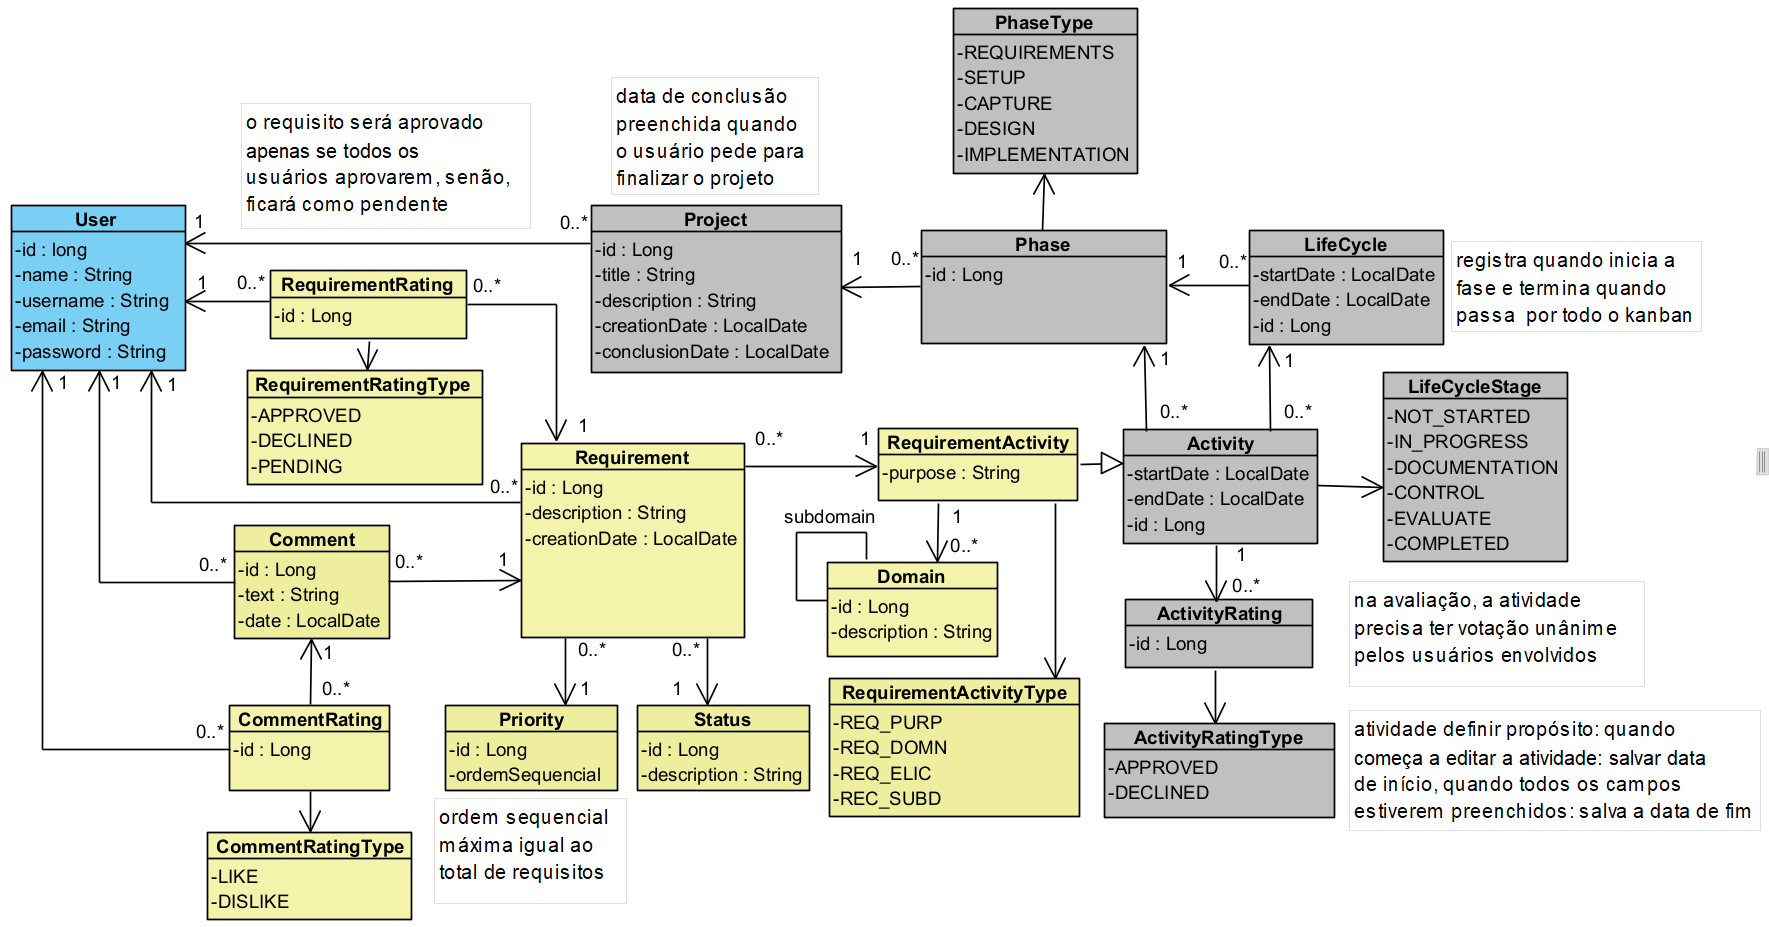 PhaseType
-REQUIREMENTS
-SETUP
-CAPTURE
-DESIGN
-IMPLEMENTATION
data de conclusão
preenchida quando
o usuário pede para
finalizar o projeto
o requisito será aprovado
apenas se todos os
usuários aprovarem, senão,
ficará como pendente
User
-id : long
-name : String
-username : String
-email : String
-password : String
1
0..*
Project
-id : Long
-title : String
-description : String
-creationDate : LocalDate
-conclusionDate : LocalDate
1
0..*
Phase
-id : Long
1
0..*
LifeCycle
-startDate : LocalDate
-endDate : LocalDate
-id : Long
registra quando inicia a
fase e termina quando
passa por todo o kanban
1
0..*
RequirementRating
-id : Long
0..*
1
RequirementRatingType
-APPROVED
-DECLINED
-PENDING
1
1
1
1
0..*
1
0..*
LifeCycleStage
-NOT_STARTED
-IN_PROGRESS
-DOCUMENTATION
-CONTROL
-EVALUATE
-COMPLETED
Requirement
-id : Long
-description : String
-creationDate : LocalDate
0..*
0..*
1
RequirementActivity
-purpose : String
Activity
-startDate : LocalDate
-endDate : LocalDate
-id : Long
subdomain
1
0..*
Domain
-id : Long
-description : String
1
0..*
ActivityRating
-id : Long
na avaliação, a atividade
precisa ter votação unânime
pelos usuários envolvidos
Comment
-id : Long
-text : String
-date : LocalDate
0..*
0..*
1
1
0..*
0..*
1
0..*
1
CommentRating
-id : Long
0..*
Priority
-id : Long
-ordemSequencial
Status
-id : Long
-description : String
RequirementActivityType
-REQ_PURP
-REQ_DOMN
-REQ_ELIC
-REC_SUBD
ActivityRatingType
-APPROVED
-DECLINED
atividade definir propósito: quando
começa a editar a atividade: salvar data
de início, quando todos os campos
estiverem preenchidos: salva a data de fim
ordem sequencial
máxima igual ao
total de requisitos
CommentRatingType
-LIKE
-DISLIKE